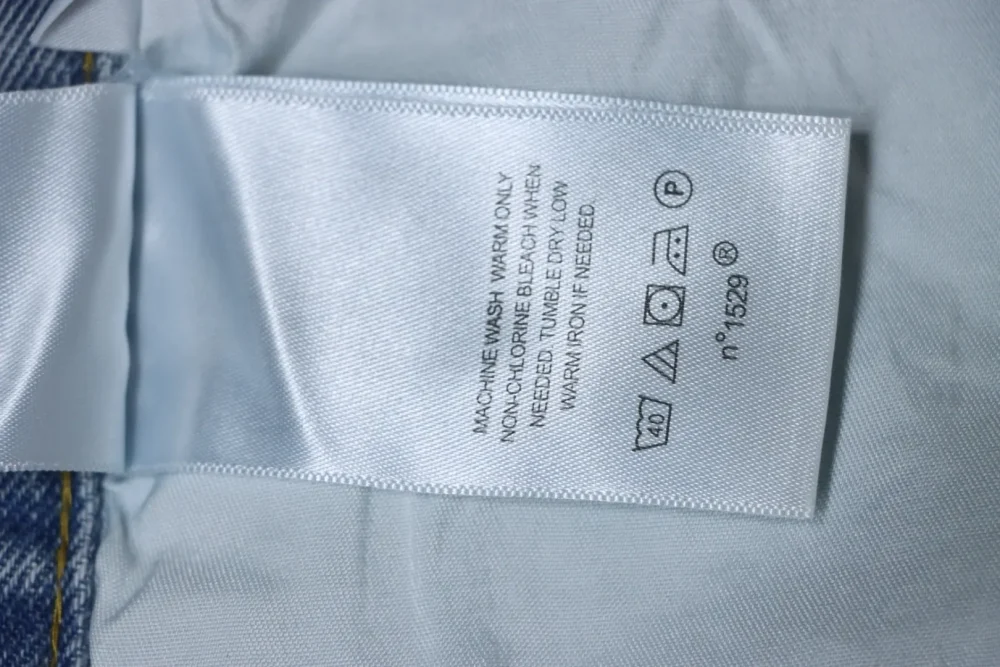 MACHINE WASH WARM ONLY
NON-CHLORINE BLEACH WHEN
NEEDED TUMBLE DRY LOW
WARM IRON IF NEEDED.
40 P
n°1529 ®